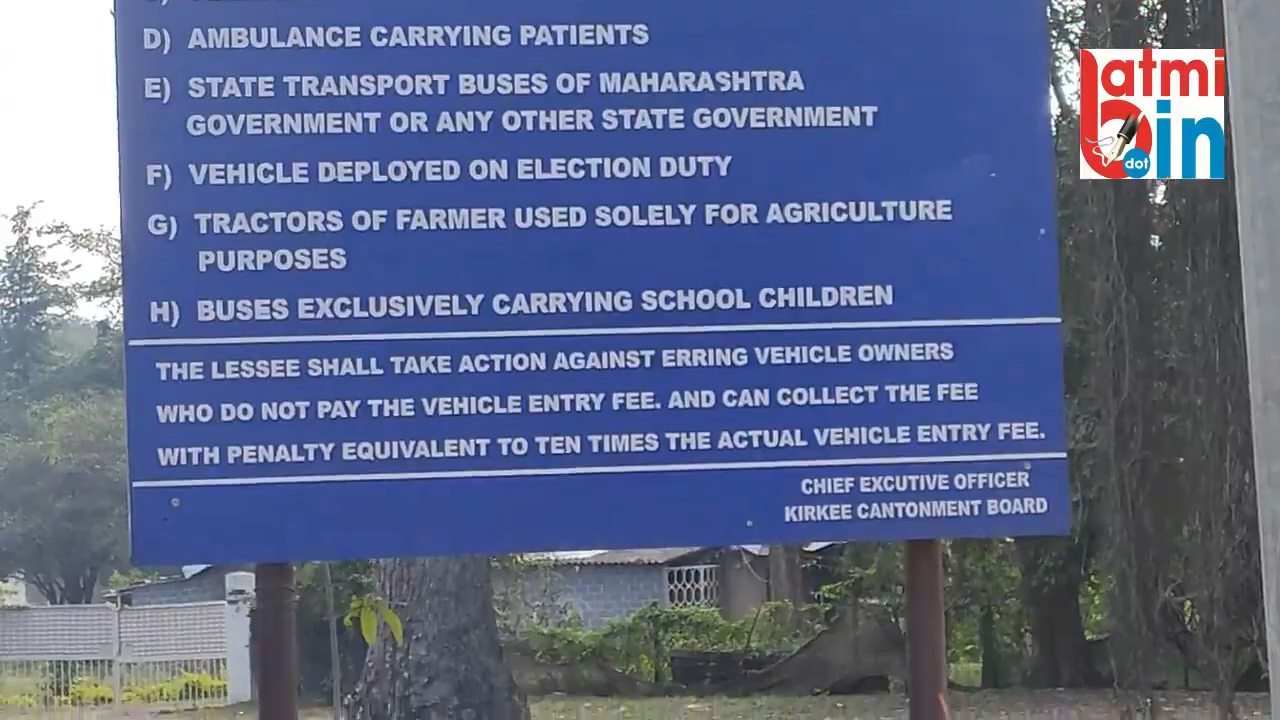 D) AMBULANCE CARRYING PATIENTS
E) STATE TRANSPORT BUSES OF MAHARASHTRA
GOVERNMENT OR ANY OTHER STATE GOVERNMENT
F) VEHICLE DEPLOYED ON ELECTION DUTY
G) TRACTORS OF FARMER USED SOLELY FOR AGRICULTURE
PURPOSES
H) BUSES EXCLUSIVELY CARRYING SCHOOL CHILDREN
THE LESSEE SHALL TAKE ACTION AGAINST ERRING VEHICLE OWNERS
WHO DO NOT PAY THE VEHICLE ENTRY FEE. AND CAN COLLECT THE FEE
WITH PENALTY EQUIVALENT TO TEN TIMES THE ACTUAL VEHICLE ENTRY FEE.
CHIEF EXCUTIVE OFFICER
KIRKEE CANTONMENT BOARD
batmi
dot in